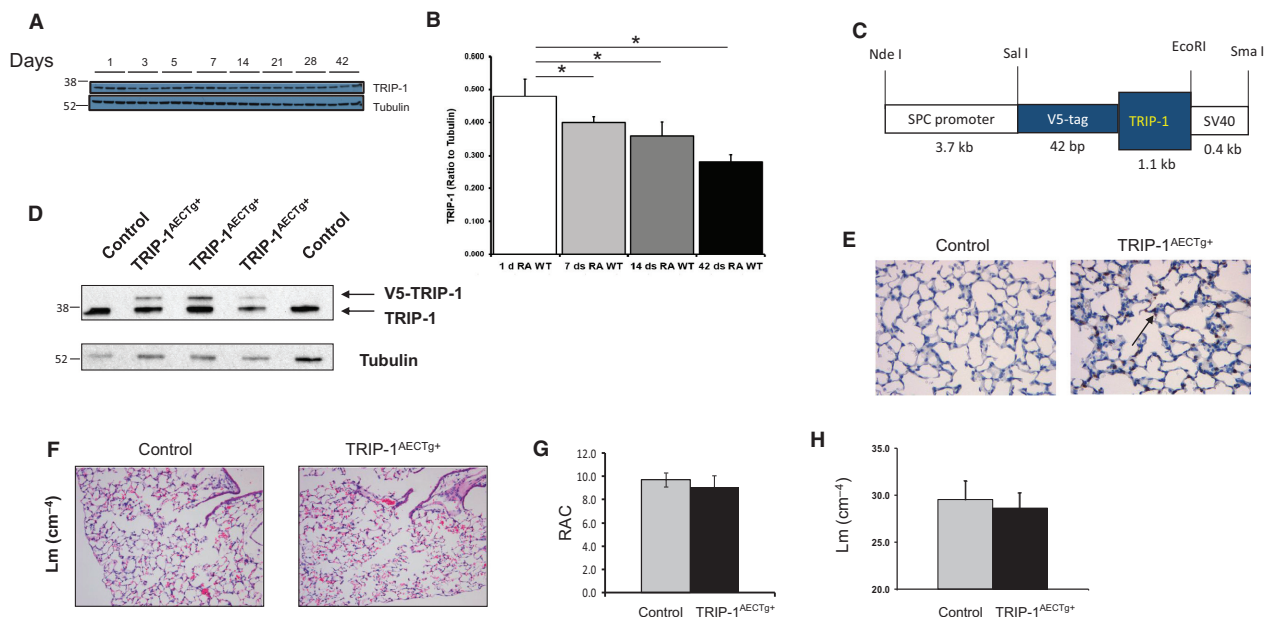 A
Days
1 3 5 7 14 21 28 42
38
TRIP-1
52
Tubulin
B
TRIP-1 (Ratio to Tubulin)
0.600
0.500
0.400
0.300
0.200
0.100
0.000
*
*
*
1 d RA WT 7 ds RA WT 14 ds RA WT 42 ds RA WT
C
Nde I Sal I EcoRI Sma I
SPC promoter V5-tag TRIP-1 SV40
3.7 kb 42 bp 1.1 kb 0.4 kb
D
Control TRIP-1AECTg+ TRIP-1AECTg+ TRIP-1AECTg+ Control
V5-TRIP-1
38
TRIP-1
52
Tubulin
E
Control TRIP-1AECTg+
F
Control TRIP-1AECTg+
Lm (cm–4)
G
RAC
12.0
10.0
8.0
6.0
4.0
2.0
0.0
Control TRIP-1AECTg+
H
Lm (cm–4)
35.0
30.0
25.0
20.0
Control TRIP-1AECTg+